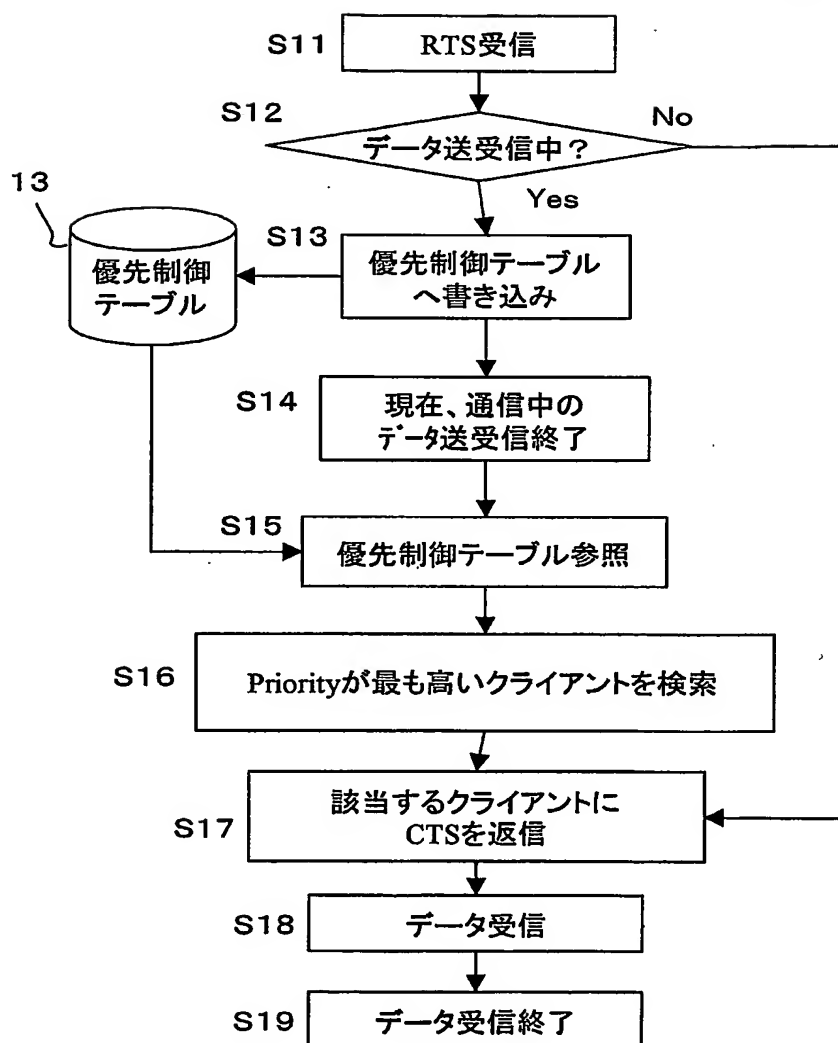 S11
RTS受信
S12
データ送受信中？
No
Yes
13
優先制御
テーブル
S13
優先制御テーブル
へ書き込み
S14
現在、通信中の
データ送受信終了
S15
優先制御テーブル参照
S16
Priorityが最も高いクライアントを検索
S17
該当するクライアントに
CTSを返信
S18
データ受信
S19
データ受信終了